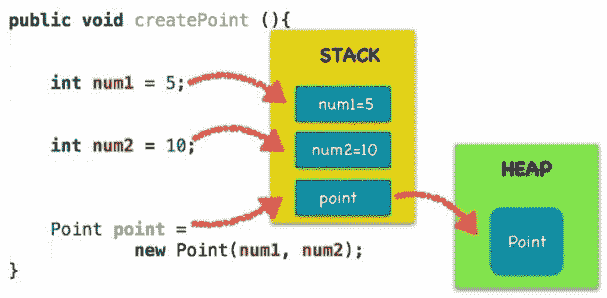 public void createPoint (){
STACK
int num1 = 5;
num1=5
int num2 = 10;
num2=10
HEAP
point
Point point =
new Point(num1, num2);
Point
}